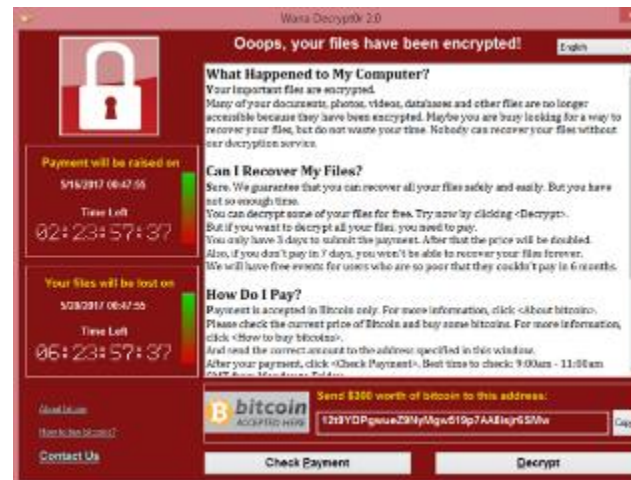 Wana Decrypt0r 2.0
Ooops, your files have been encrypted!
English
What Happened to My Computer?
Your important files are encrypted.
Many of your documents, photos, videos, databases and other files are no longer
accessible because they have been encrypted. Maybe you are busy looking for a way to
recover your files, but do not waste your time. Nobody can recover your files without
our decryption service.
Can I Recover My Files?
Sure. We guarantee that you can recover all your files safely and easily. But you have
not so enough time.
You can decrypt some of your files for free. Try now by clicking <Decrypt>.
But if you want to decrypt all your files, you need to pay.
You only have 3 days to submit the payment. After that the price will be doubled.
Also, if you don't pay in 7 days, you won't be able to recover your files forever.
We will have free events for users who are so poor that they couldn't pay in 6 months.
How Do I Pay?
Payment is accepted in Bitcoin only. For more information, click <About bitcoin>.
Please check the current price of Bitcoin and buy some bitcoins. For more information,
click <How to buy bitcoins>.
And send the correct amount to the address specified in this window.
After your payment, click <Check Payment>. Best time to check: 9:00am - 11:00am
Payment will be raised on
5/16/2017 00:47:55
Time Left
02:23:57:37
Your files will be lost on
5/20/2017 00:47:55
Time Left
06:23:57:37
About bitcoin
How to buy bitcoins?
Contact Us
bitcoin
ACCEPTED HERE
Send $300 worth of bitcoin to this address:
Check Payment
Decrypt